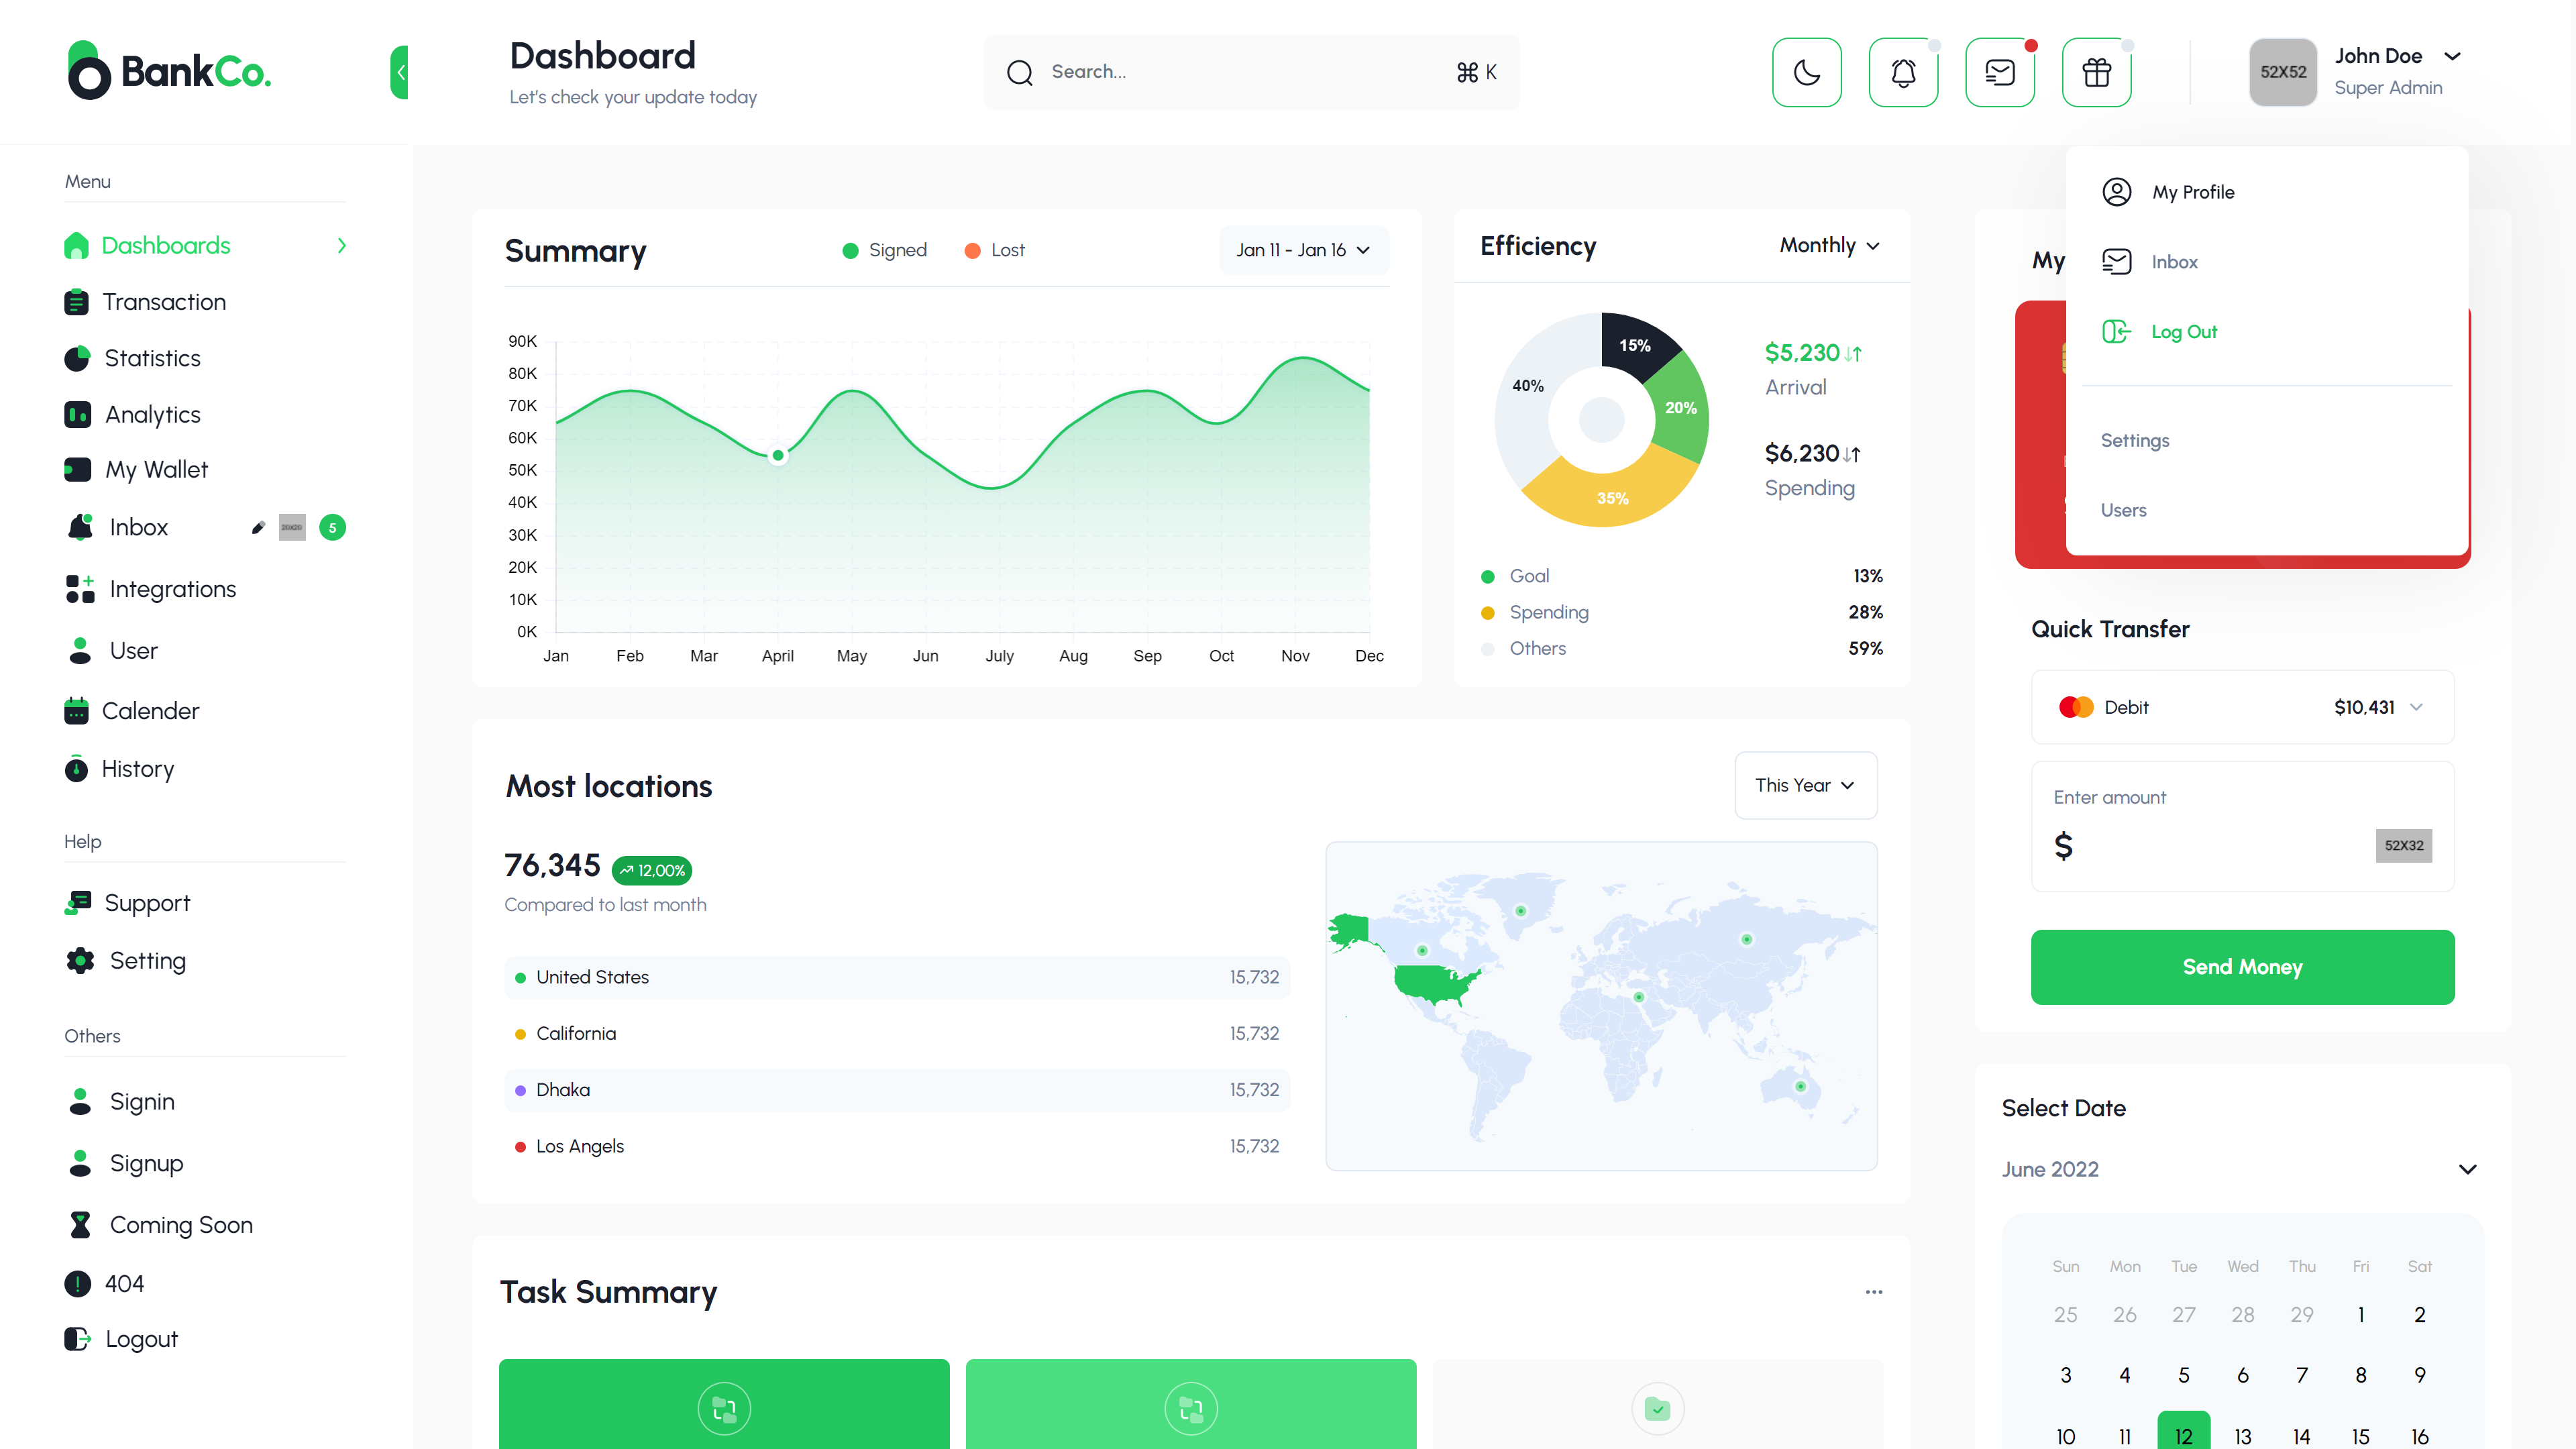 BankCo.
Dashboard
Let's check your update today
Search...
⌘ K
52X52
John Doe
Super Admin
Menu
Dashboards
Transaction
Statistics
Analytics
My Wallet
Inbox
20X20
5
Integrations
User
Calender
History
Help
Support
Setting
Others
Signin
Signup
Coming Soon
404
Logout
Summary
Signed
Lost
Jan 11 - Jan 16
90K
80K
70K
60K
50K
40K
30K
20K
10K
0K
Jan Feb Mar April May Jun July Aug Sep Oct Nov Dec
Efficiency
Monthly
15%
20%
35%
40%
$5,230
Arrival
$6,230
Spending
Goal 13%
Spending 28%
Others 59%
My
My Profile
Inbox
Log Out
Settings
Users
Quick Transfer
Debit $10,431
Enter amount
$
52X32
Send Money
Most locations
This Year
76,345
12,00%
Compared to last month
United States 15,732
California 15,732
Dhaka 15,732
Los Angels 15,732
Select Date
June 2022
Sun Mon Tue Wed Thu Fri Sat
25 26 27 28 29 1 2
3 4 5 6 7 8 9
10 11 12 13 14 15 16
Task Summary